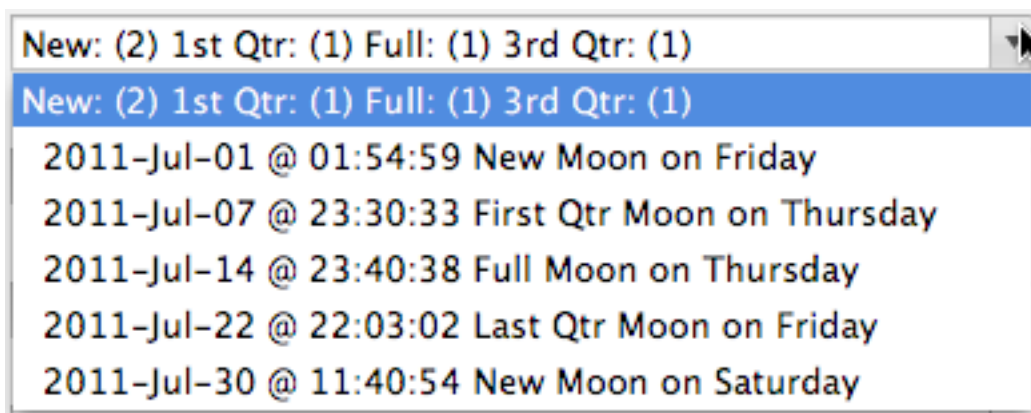 New: (2) 1st Qtr: (1) Full: (1) 3rd Qtr: (1)
New: (2) 1st Qtr: (1) Full: (1) 3rd Qtr: (1)
2011-Jul-01 @ 01:54:59 New Moon on Friday
2011-Jul-07 @ 23:30:33 First Qtr Moon on Thursday
2011-Jul-14 @ 23:40:38 Full Moon on Thursday
2011-Jul-22 @ 22:03:02 Last Qtr Moon on Friday
2011-Jul-30 @ 11:40:54 New Moon on Saturday